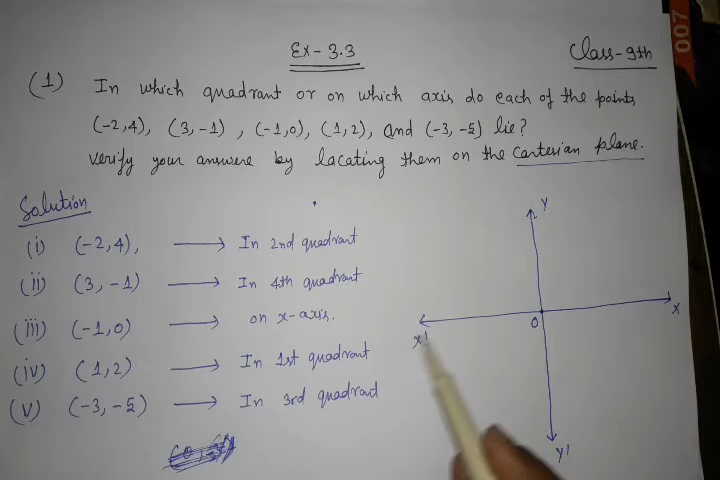 007
Ex - 3.3
Class - 9th
(1) In which quadrant or on which axis do each of the points
(-2,4), (3,-1), (-1,0), (1,2), and (-3,-5) lie?
verify your answere by lacating them on the Cartesian plane.
Solution
(i) (-2,4), → In 2nd quadrant
(ii) (3,-1) → In 4th quadrant
(iii) (-1,0) → on x-axis.
(iv) (1,2) → In 1st quadrant
(v) (-3,-5) → In 3rd quadrant
Y
X
O
X'
Y'